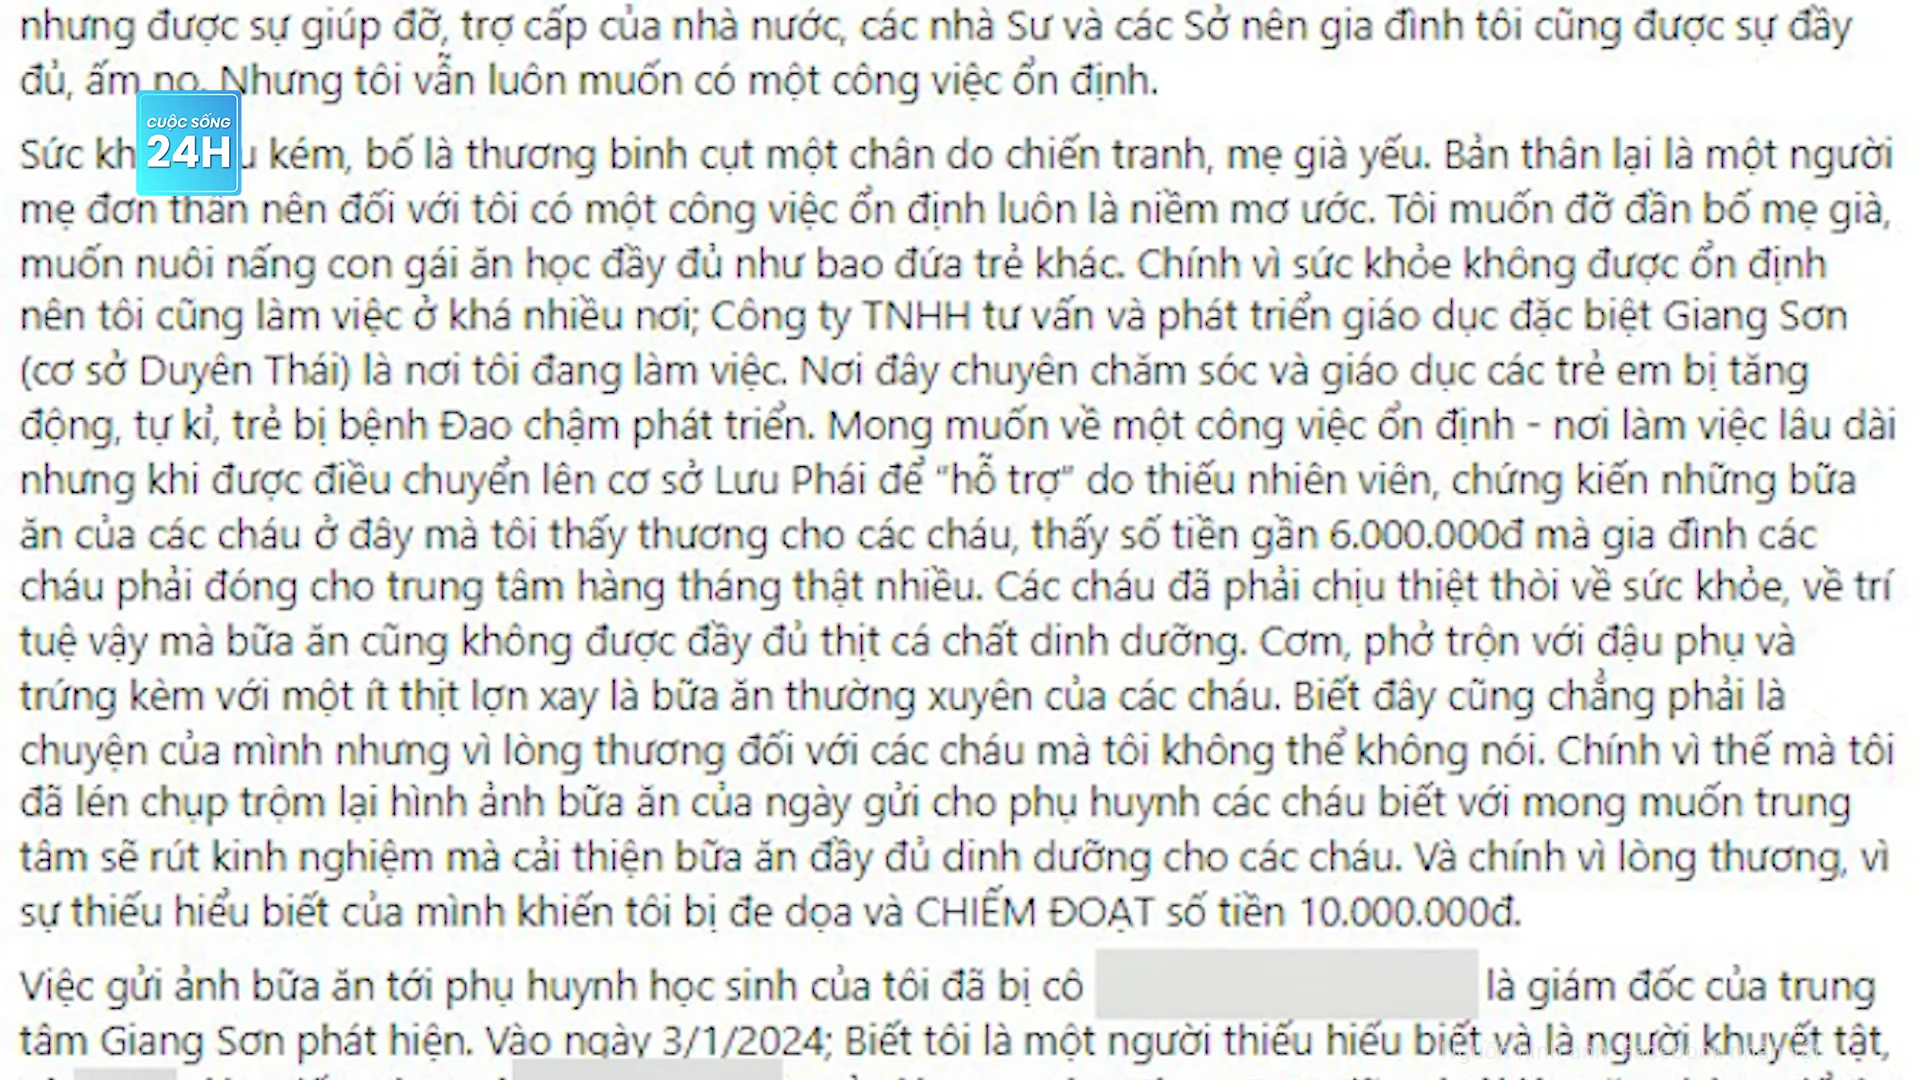 nhưng được sự giúp đỡ, trợ cấp của nhà nước, các nhà Sư và các Sở nên gia đình tôi cũng được sự đầy
đủ, ấm no. Nhưng tôi vẫn luôn muốn có một công việc ổn định.
CUỘC SỐNG
24H
Sức kh u kém, bố là thương binh cụt một chân do chiến tranh, mẹ già yếu. Bản thân lại là một người
mẹ đơn thân nên đối với tôi có một công việc ổn định luôn là niềm mơ ước. Tôi muốn đỡ đần bố mẹ già,
muốn nuôi nấng con gái ăn học đầy đủ như bao đứa trẻ khác. Chính vì sức khỏe không được ổn định
nên tôi cũng làm việc ở khá nhiều nơi; Công ty TNHH tư vấn và phát triển giáo dục đặc biệt Giang Sơn
(cơ sở Duyên Thái) là nơi tôi đang làm việc. Nơi đây chuyên chăm sóc và giáo dục các trẻ em bị tăng
động, tự kỉ, trẻ bị bệnh Đao chậm phát triển. Mong muốn về một công việc ổn định - nơi làm việc lâu dài
nhưng khi được điều chuyển lên cơ sở Lưu Phái để "hỗ trợ" do thiếu nhiên viên, chứng kiến những bữa
ăn của các cháu ở đây mà tôi thấy thương cho các cháu, thấy số tiền gần 6.000.000đ mà gia đình các
cháu phải đóng cho trung tâm hàng tháng thật nhiều. Các cháu đã phải chịu thiệt thòi về sức khỏe, về trí
tuệ vậy mà bữa ăn cũng không được đầy đủ thịt cá chất dinh dưỡng. Cơm, phở trộn với đậu phụ và
trứng kèm với một ít thịt lợn xay là bữa ăn thường xuyên của các cháu. Biết đây cũng chẳng phải là
chuyện của mình nhưng vì lòng thương đối với các cháu mà tôi không thể không nói. Chính vì thế mà tôi
đã lén chụp trộm lại hình ảnh bữa ăn của ngày gửi cho phụ huynh các cháu biết với mong muốn trung
tâm sẽ rút kinh nghiệm mà cải thiện bữa ăn đầy đủ dinh dưỡng cho các cháu. Và chính vì lòng thương, vì
sự thiếu hiểu biết của mình khiến tôi bị đe dọa và CHIẾM ĐOẠT số tiền 10.000.000đ.
Việc gửi ảnh bữa ăn tới phụ huynh học sinh của tôi đã bị cô là giám đốc của trung
tâm Giang Sơn phát hiện. Vào ngày 3/1/2024; Biết tôi là một người thiếu hiểu biết và là người khuyết tật,